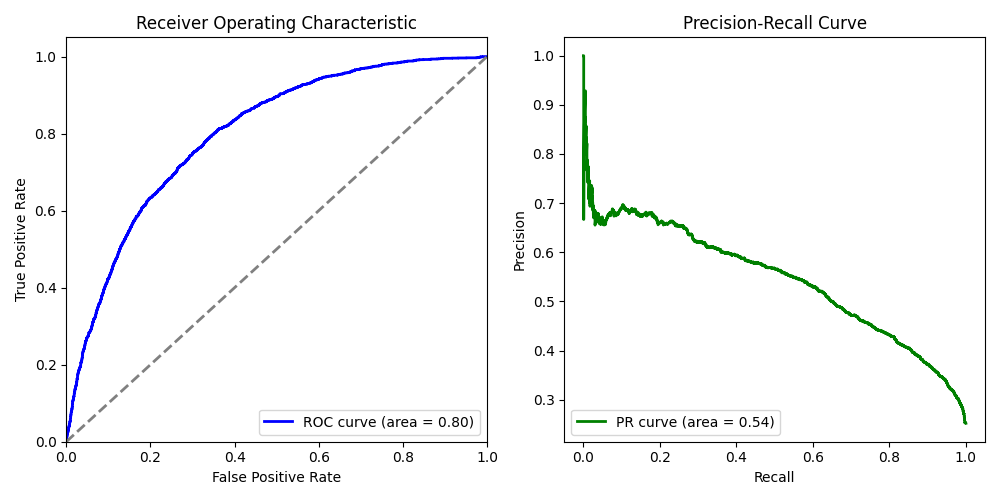 Receiver Operating Characteristic
1.0
0.8
0.6
0.4
0.2
0.0
True Positive Rate
0.0 0.2 0.4 0.6 0.8 1.0
False Positive Rate
ROC curve (area = 0.80)
Precision-Recall Curve
1.0
0.9
0.8
0.7
0.6
0.5
0.4
0.3
Precision
0.0 0.2 0.4 0.6 0.8 1.0
Recall
PR curve (area = 0.54)